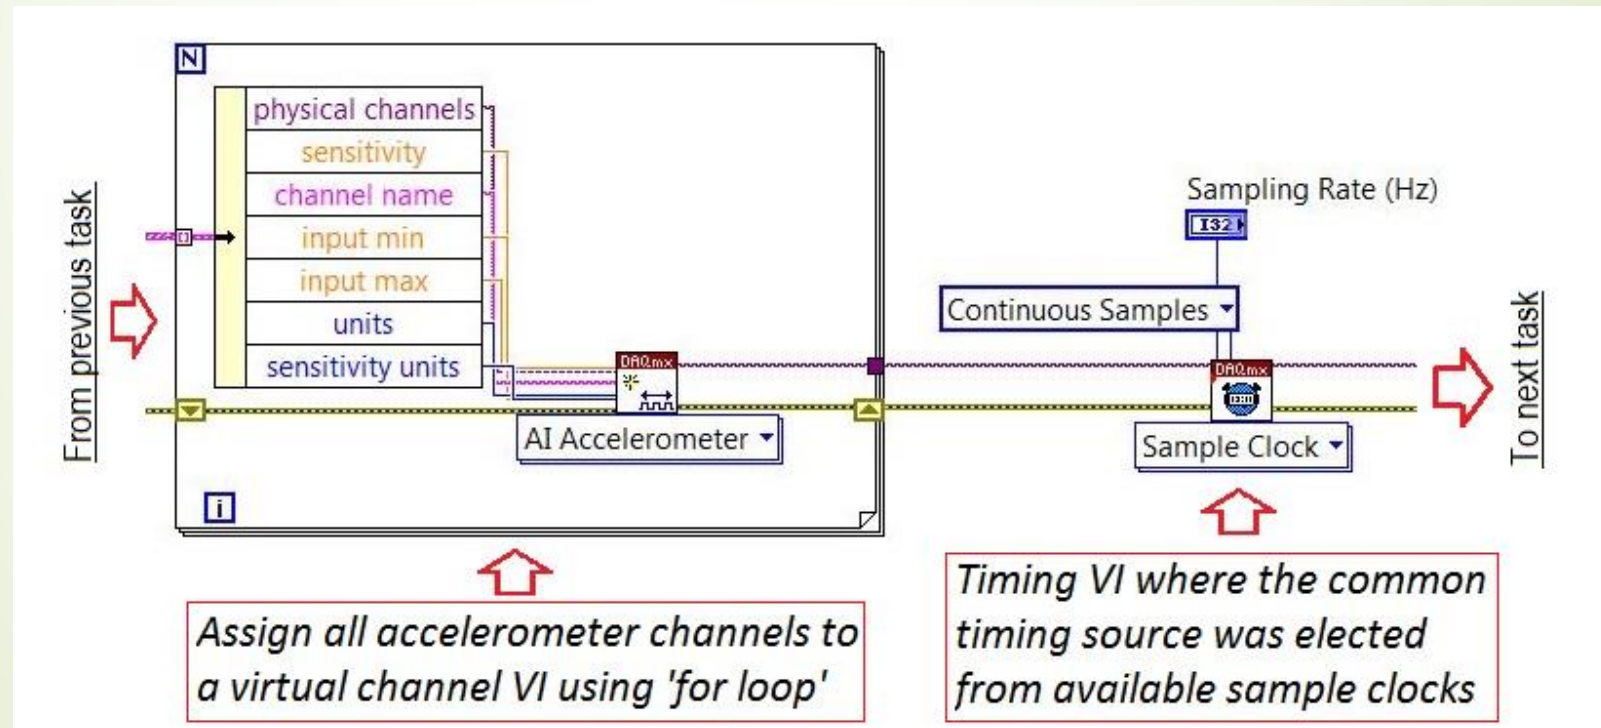 N
physical channels
sensitivity
channel name
input min
input max
units
sensitivity units
From previous task
DAQmx
AI Accelerometer
i
Sampling Rate (Hz)
I32
Continuous Samples
DAQmx
Sample Clock
To next task
Assign all accelerometer channels to
a virtual channel VI using 'for loop'
Timing VI where the common
timing source was elected
from available sample clocks